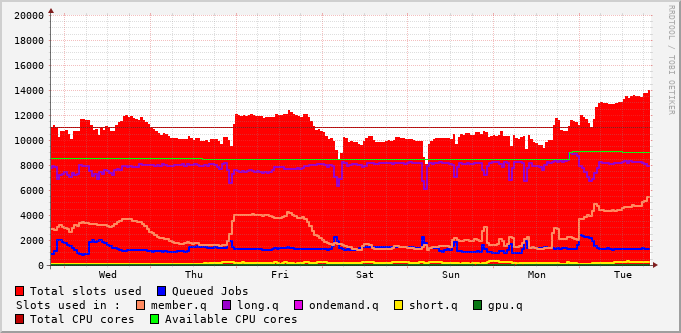 RRDTOOL / TOBI OETIKER
20000
18000
16000
14000
12000
10000
8000
6000
4000
2000
0
Wed Thu Fri Sat Sun Mon Tue
Total slots used Queued Jobs
Slots used in : member.q long.q ondemand.q short.q gpu.q
Total CPU cores Available CPU cores